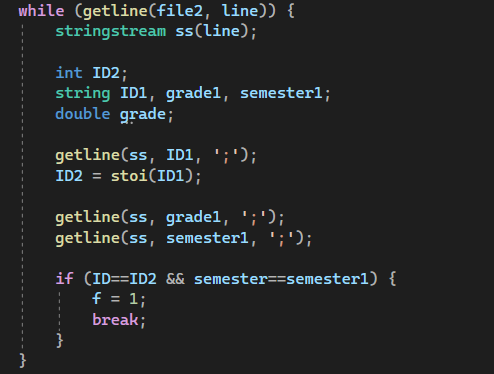 while (getline(file2, line)) {
stringstream ss(line);
int ID2;
string ID1, grade1, semester1;
double grade;
getline(ss, ID1, ';');
ID2 = stoi(ID1);
getline(ss, grade1, ';');
getline(ss, semester1, ';');
if (ID==ID2 && semester==semester1) {
f = 1;
break;
}
}